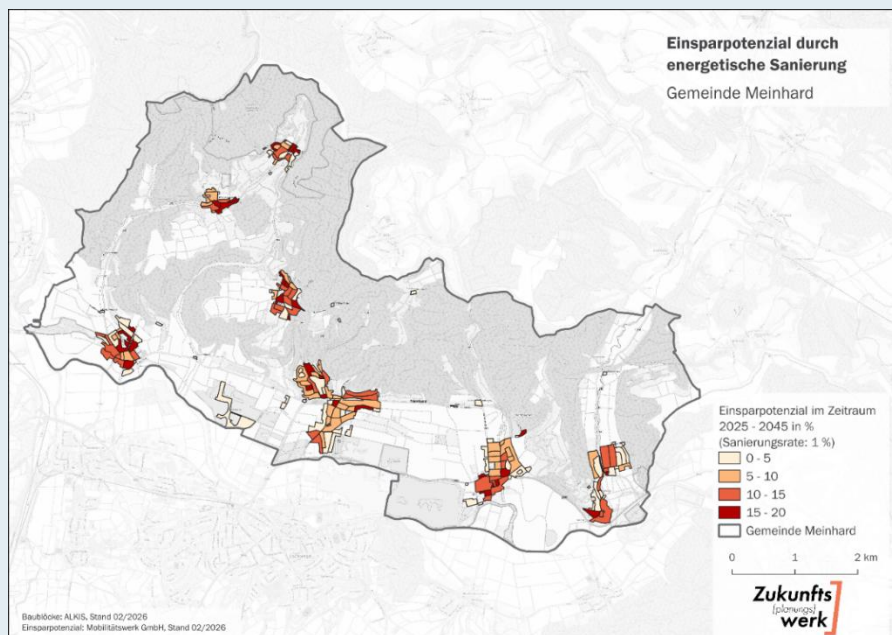 Einsparpotenzial durch
energetische Sanierung
Gemeinde Meinhard
Einsparpotenzial im Zeitraum
2025 - 2045 in %
(Sanierungsrate: 1 %)
0 - 5
5 - 10
10 - 15
15 - 20
Gemeinde Meinhard
0 1 2 km
Zukunfts
[planungs]
werk
Baublöcke: ALKIS, Stand 02/2026
Einsparpotenzial: Mobilitätswerk GmbH, Stand 02/2026